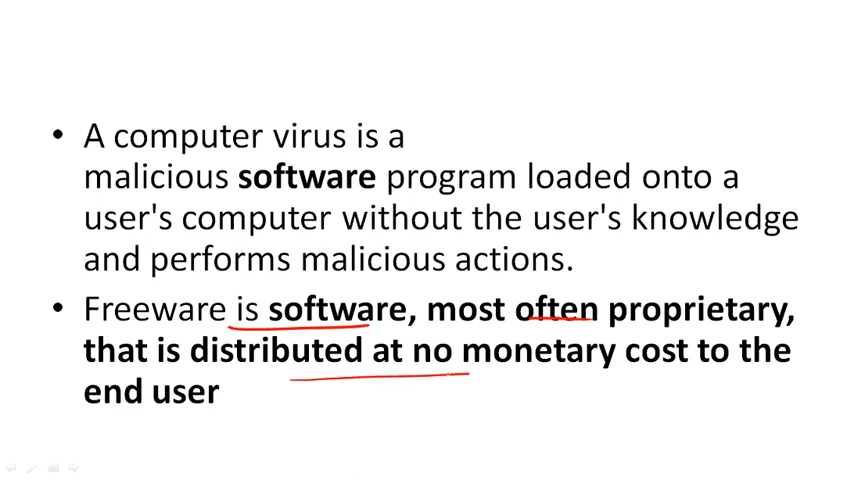 • A computer virus is a
malicious software program loaded onto a
user's computer without the user's knowledge
and performs malicious actions.
• Freeware is software, most often proprietary,
that is distributed at no monetary cost to the
end user